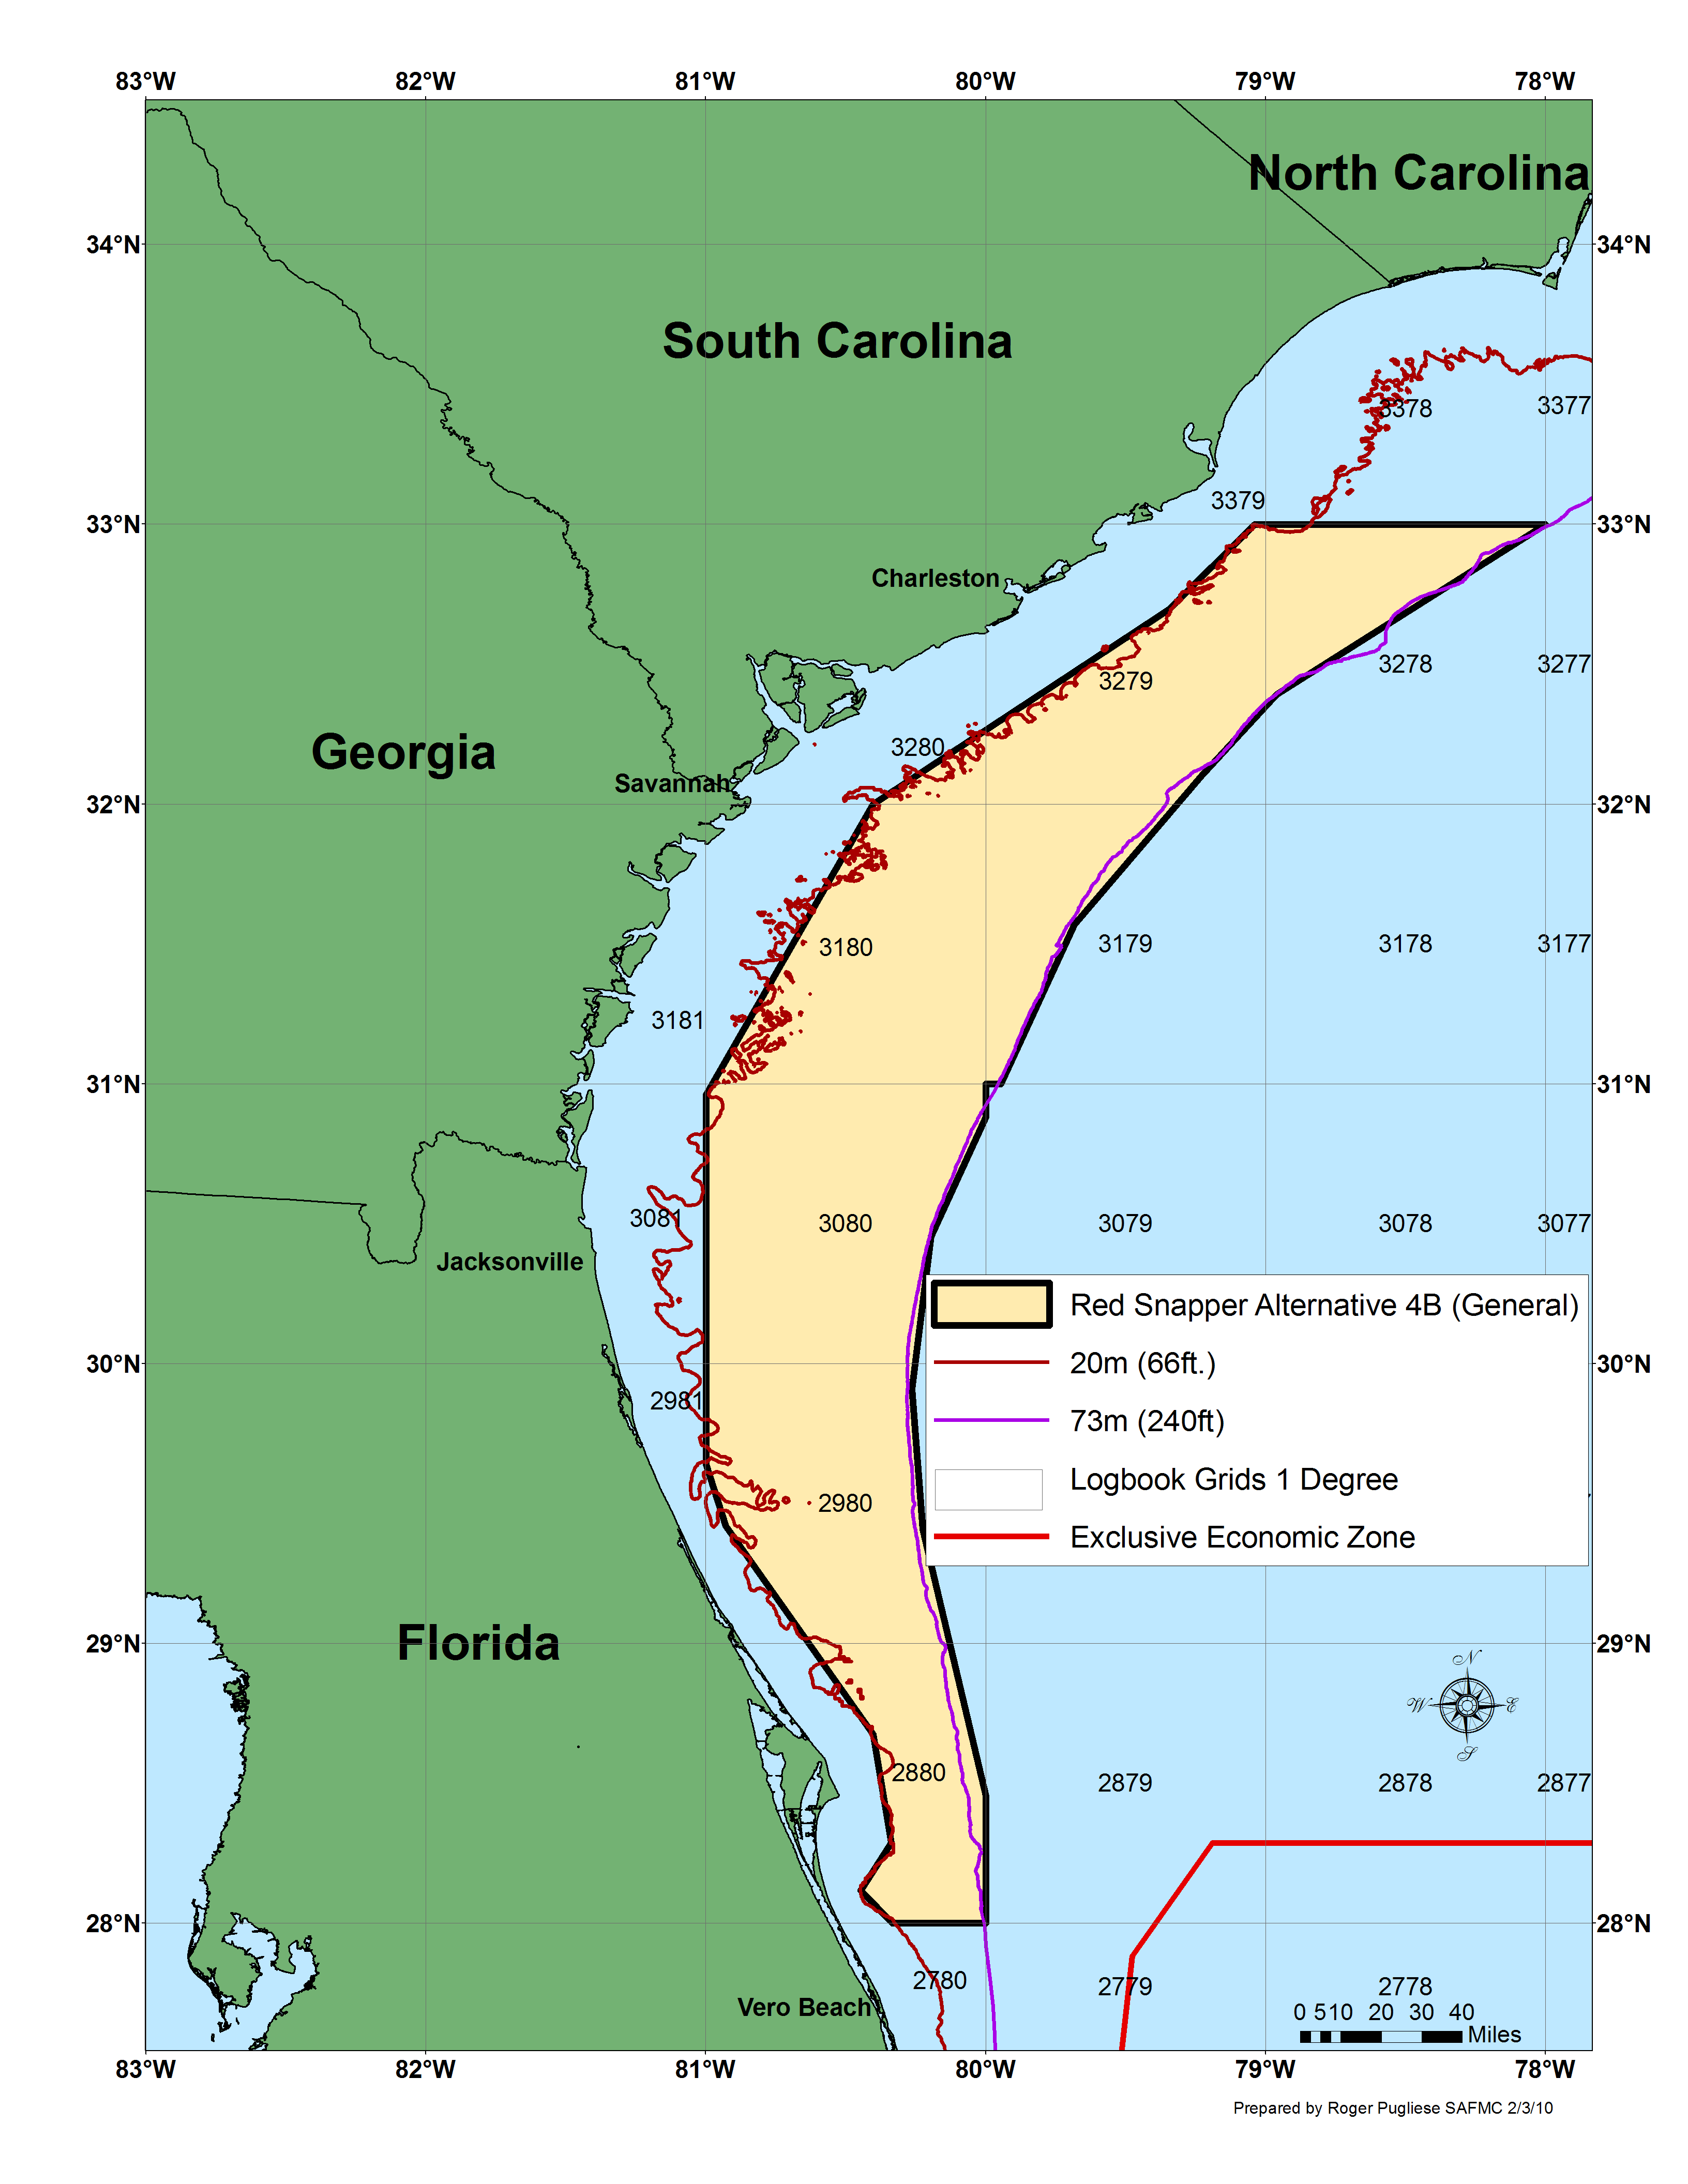 83°W 82°W 81°W 80°W 79°W 78°W
North Carolina
34°N 34°N
South Carolina
3378 3377
3379
33°N 33°N
Charleston
3278 3277
3279
3280
Georgia
Savannah
32°N 32°N
3180 3179 3178 3177
3181
31°N 31°N
3081 3080 3079 3078 3077
Jacksonville
Red Snapper Alternative 4B (General)
20m (66ft.)
30°N 30°N
2981
73m (240ft)
Logbook Grids 1 Degree
2980
Exclusive Economic Zone
Florida
29°N 29°N
N
W E
S
2880 2879 2878 2877
28°N 28°N
2780 2779 2778
Vero Beach
0 510 20 30 40
Miles
83°W 82°W 81°W 80°W 79°W 78°W
Prepared by Roger Pugliese SAFMC 2/3/10